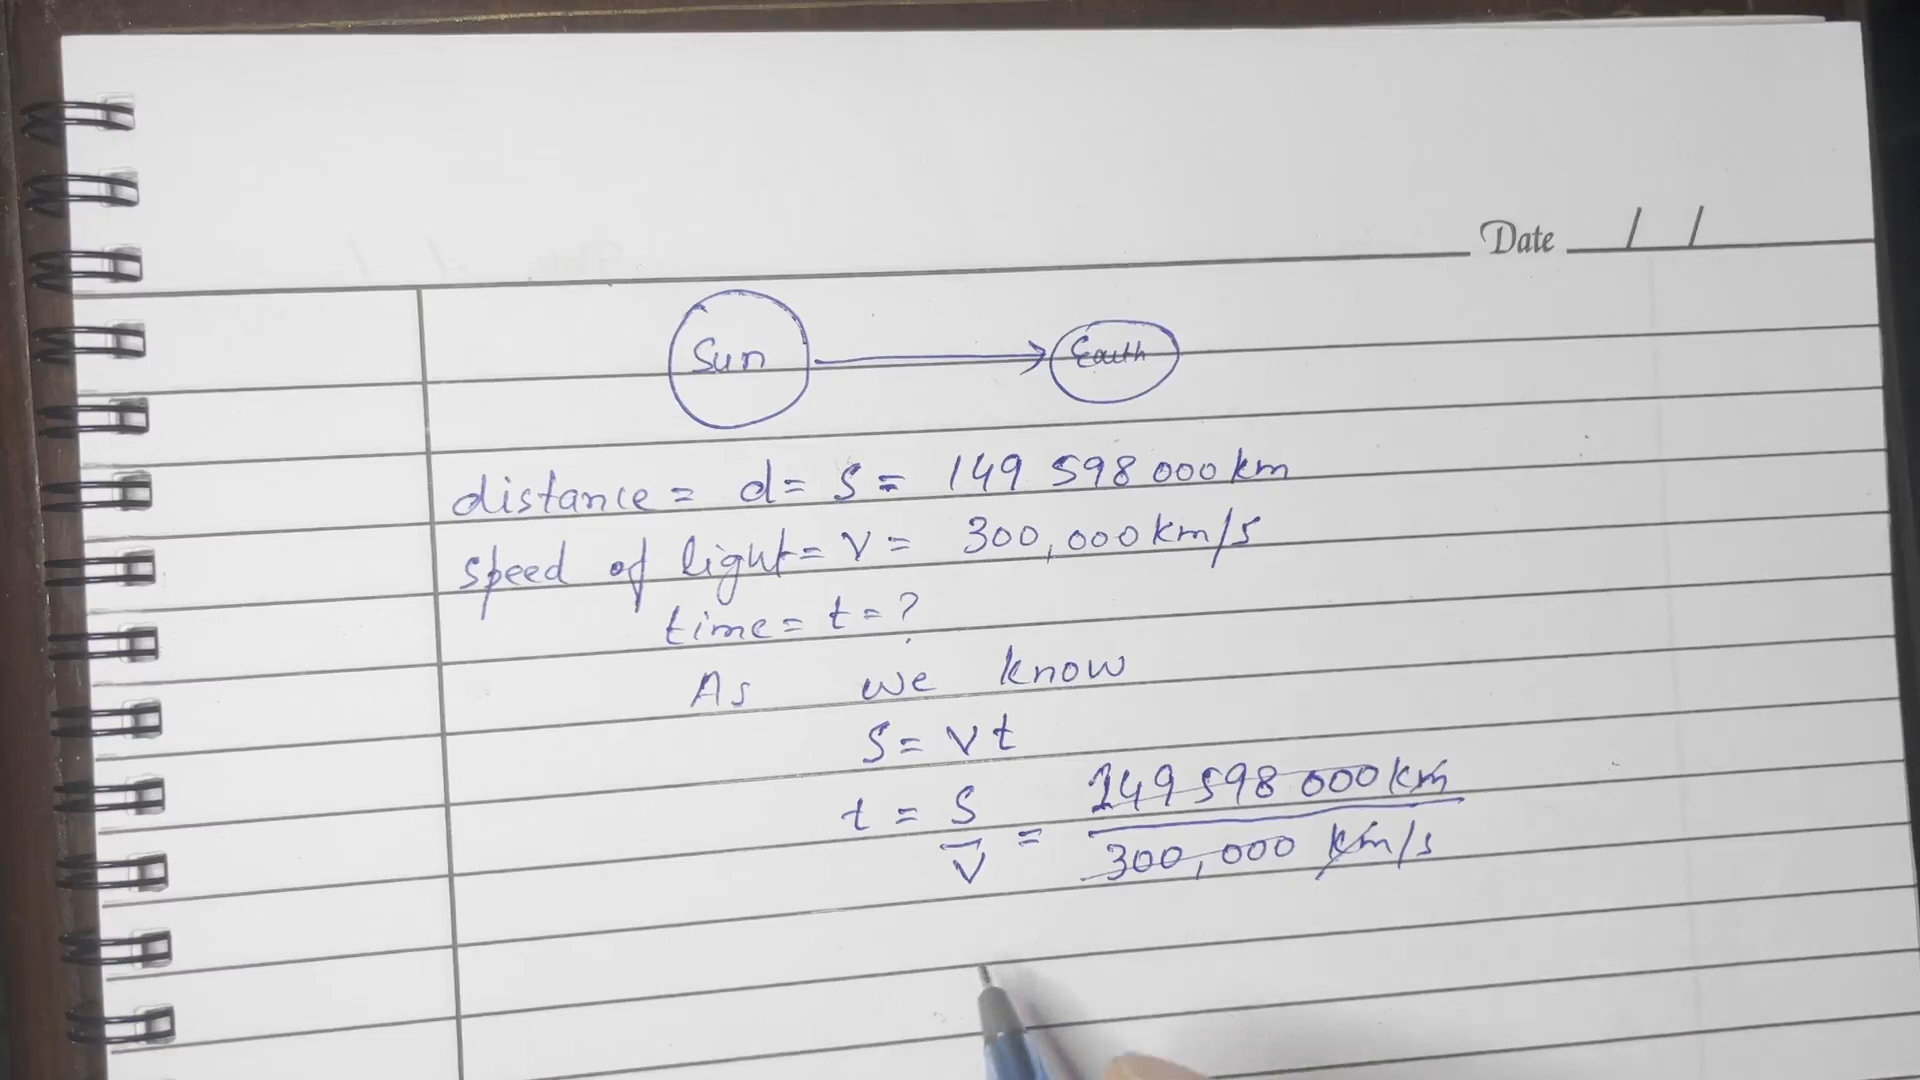 Date / /
Sun → Earth
distance = d = S = 149 598 000 km
speed of light = v = 300,000 km/s
time = t = ?
As we know
S = vt
t = S/v = 149 598 000 km / 300,000 km/s